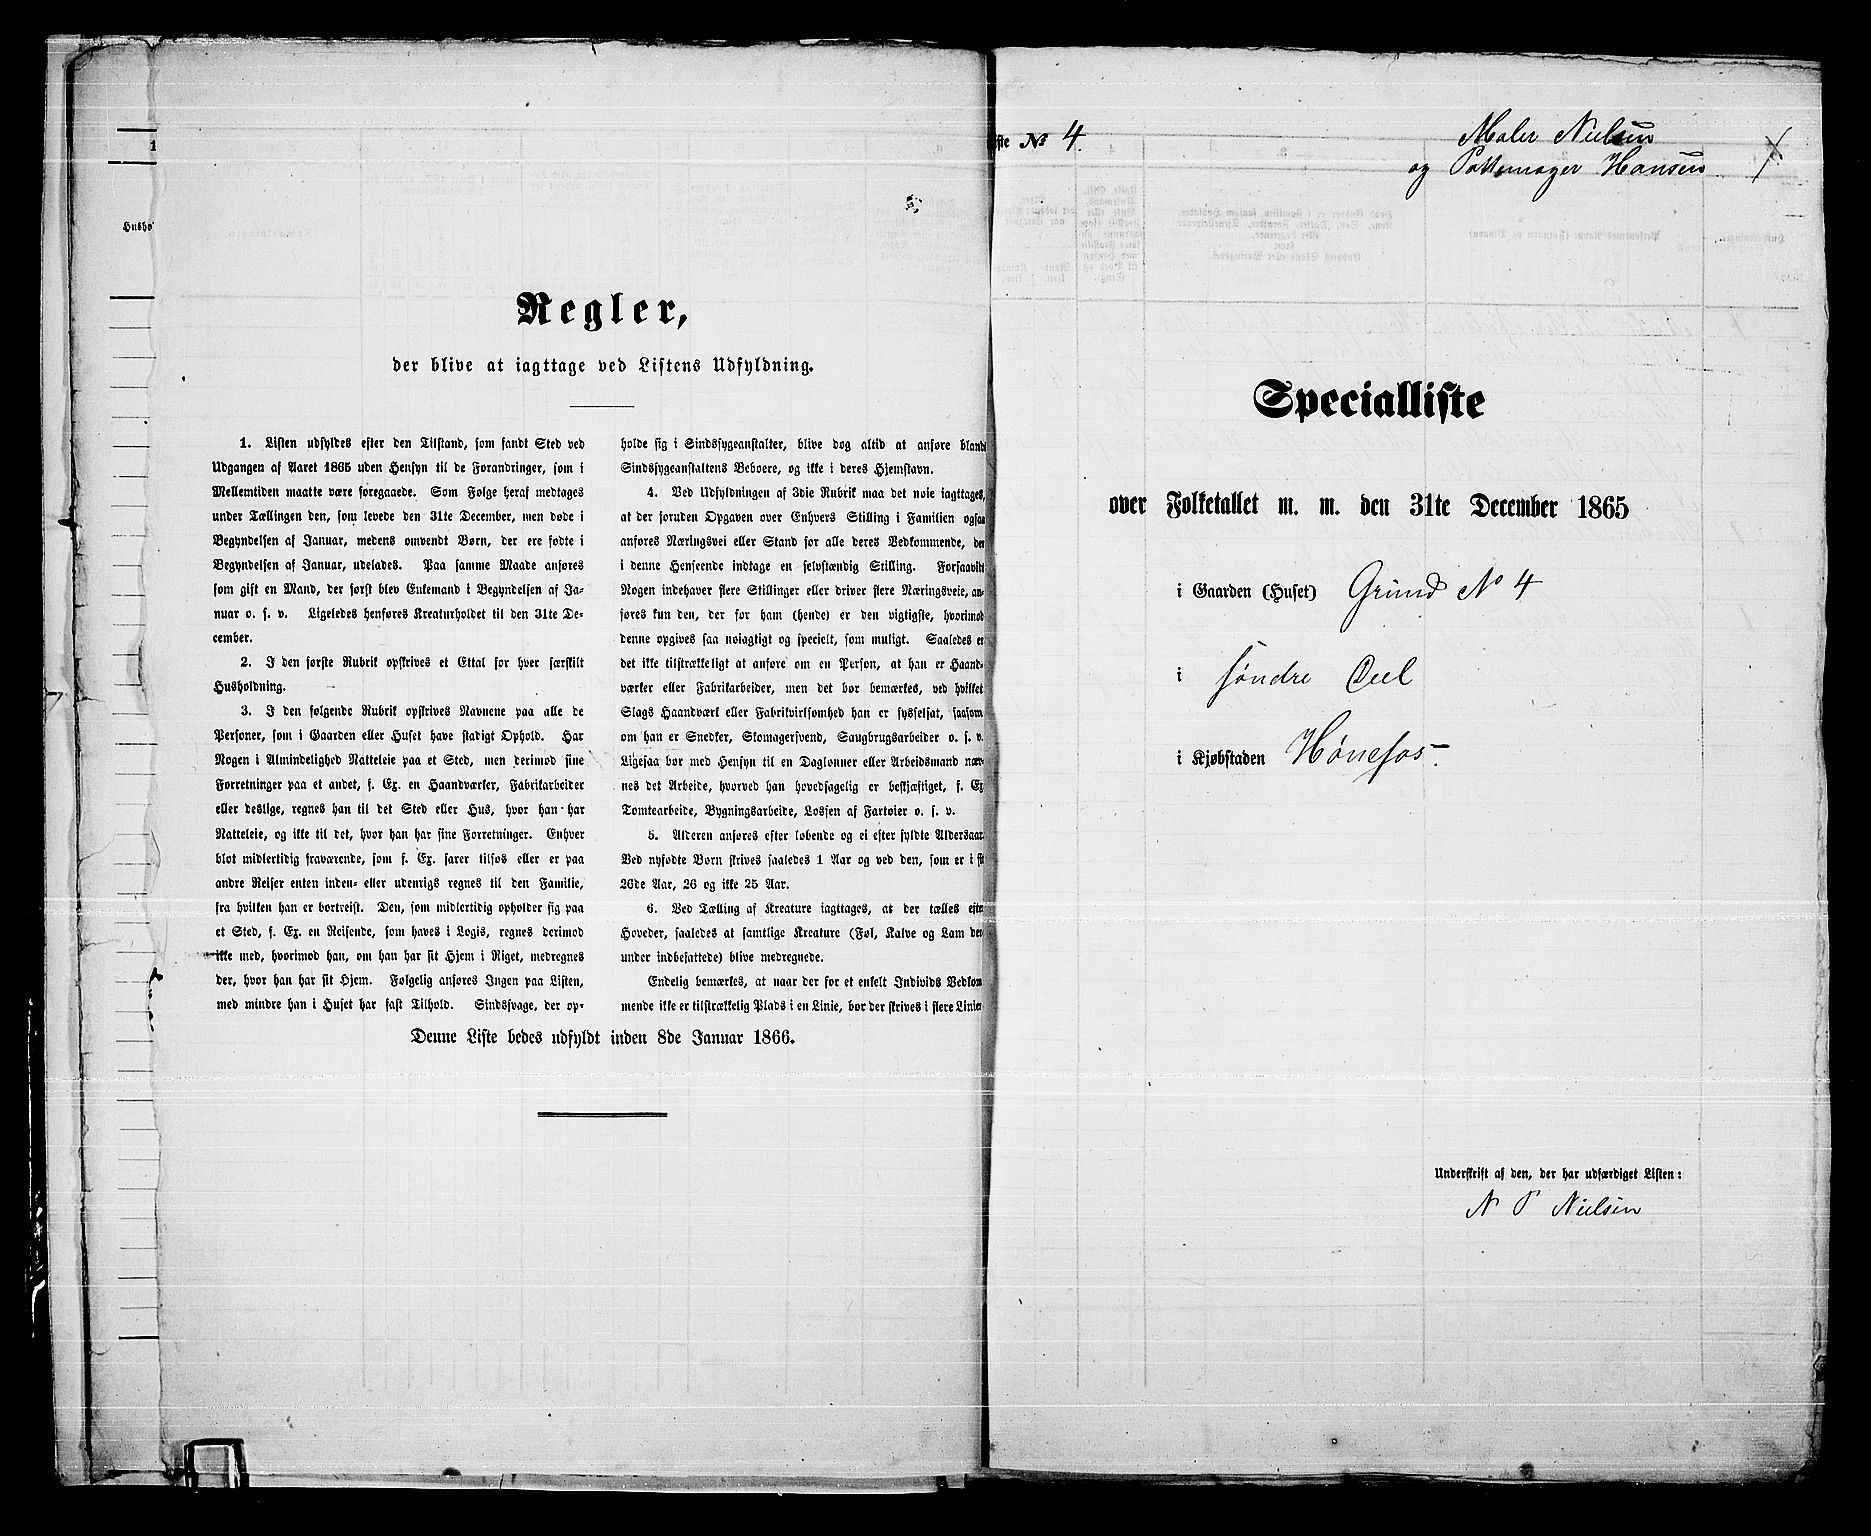 Husho
Regler,
der blive at iagttage ved Listens Udfyldning.
1. Listen udfyldes efter den Tilstand, som fandt Sted ved
Udgangen af Aaret 1865 uden Hensyn til de Forandringer, som i
Mellemtiden maatte være foregaaede. Som Følge heraf medtages
under Tællingen den, som levede den 31te December, men døde i
Begyndelsen af Januar, medens omvendt Børn, der ere fødte i
Begyndelsen af Januar, udelades. Paa samme Maade anføres
som gift en Mand, der først blev Enkemand i Begyndelsen af Ja-
nuar o. s. v. Ligeledes henføres Kreaturholdet til den 31te De-
cember.
2. I den første Rubrik opskrives et Ettal for hver særskilt
Husholdning.
3. I den følgende Rubrik opskrives Navnene paa alle de
Personer, som i Gaarden eller Huset have stadigt Ophold. Har
Nogen i Almindelighed Natteleie paa et Sted, men derimod sine
Forretninger paa et andet, f. Ex. en Haandværker, Fabrikarbeider
eller deslige, regnes han til det Sted eller Hus, hvor han har
Natteleie, og ikke til det, hvor han har sine Forretninger. Enhver
blot midlertidig fraværende, som f. Ex. farer tilsøs eller er paa
andre Reiser enten inden- eller udenrigs regnes til den Familie,
fra hvilken han er bortreist. Den, som midlertidig opholder sig paa
et Sted, f. Ex. en Reisende, som haves i Logis, regnes derimod
ikke med, hvorimod han, om han har sit Hjem i Riget, medregnes
der, hvor han har sit Hjem. Følgelig anføres Ingen paa Listen,
med mindre han i Huset har fast Tilhold. Sindssvage, der op-
holde sig i Sindssygeanstalter, blive dog altid at anføre blandt
Sindssygeanstaltens Beboere, og ikke i deres Hjemstavn.
4. Ved Udfyldningen af 3die Rubrik maa det nøie iagttages,
at der foruden Opgaven over Enhvers Stilling i Familien ogsaa
anføres Næringsvei eller Stand for alle deres Vedkommende, der
i denne Henseende indtage en selvstændig Stilling. Forsaavidt
Nogen indehaver flere Stillinger eller driver flere Næringsveie, an-
føres kun den, der for ham (hende) er den vigtigste, hvorimod
denne opgives saa nøiagtigt og specielt, som muligt. Saaledes er
det ikke tilstrækkeligt at anføre om en Person, at han er Haand-
værker eller Fabrikarbeider, men det bør bemærkes, ved hvilket
Slags Haandværk eller Fabrikvirksomhed han er sysselsat, saasom
om han er Snedker, Skomagersvend, Saugbrugsarbeider o. s. v.
Ligesaa bør med Hensyn til en Daglønner eller Arbeidsmand næv-
nes det Arbeide, hvorved han hovedsagelig er beskjæftiget, f. Ex
Tomtearbeide, Bygningsarbeide, Lossen af Fartøier o. s. v.
5. Alderen anføres efter løbende og ei efter fyldte Aldersaar.
Ved nyfødte Børn skrives saaledes 1 Aar og ved den, som er i sit
26de Aar, 26 og ikke 25 Aar.
6. Ved Tælling af Kreature iagttages, at der tælles efter
Hoveder, saaledes at samtlige Kreature (Føl, Kalve og Lam der
under indbefattede) blive medregnede.
Endelig bemærkes, at naar der for et enkelt Individs Vedkom
mende ikke er tilstrækkelig Plads i en Linie, bør der skrives i flere Linier
Denne Liste bedes udfyldt inden 8de Januar 1866.
iste № 4.
Maler Nielsen
og Pottemager Hansen
Specialliste
over Folketallet m. m. den 31te December 1865
i Gaarden (Huset) Grund No 4
i søndre Deel
i Kjøbstaden Hønefos
Underskrift af den, der har udfærdiget Listen:
N P Nielsen